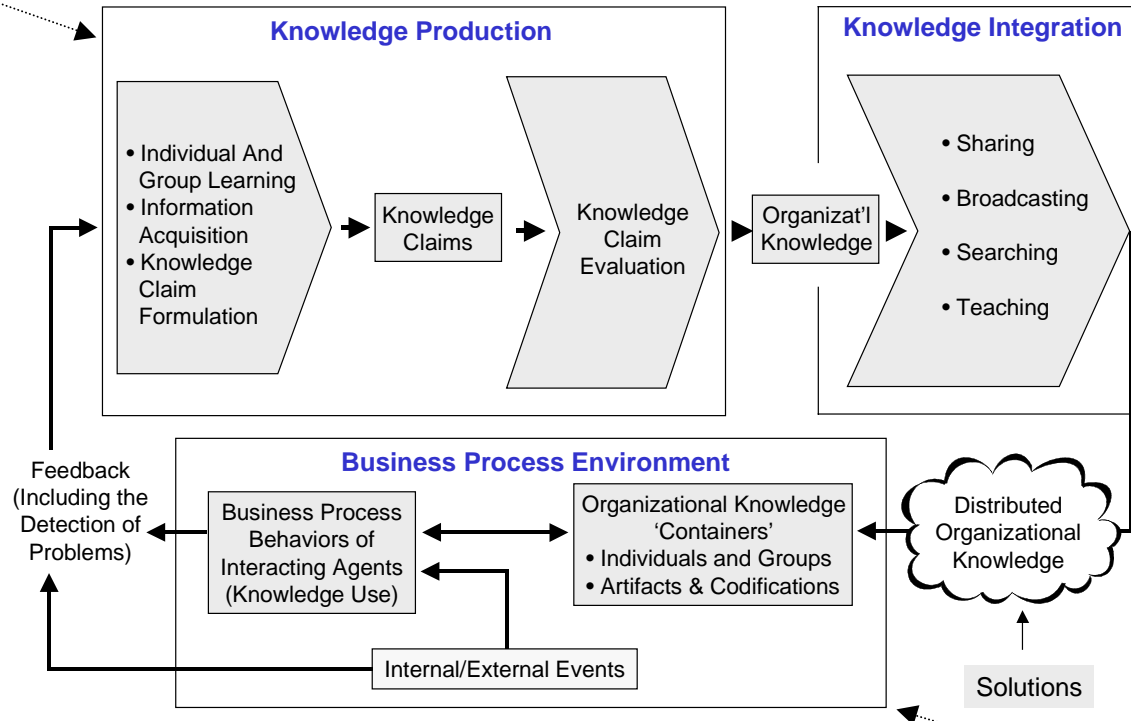 Knowledge Production
• Individual And
Group Learning
• Information
Acquisition
• Knowledge
Claim
Formulation
Knowledge
Claims
Knowledge
Claim
Evaluation
Organizat'l
Knowledge
Knowledge Integration
• Sharing
• Broadcasting
• Searching
• Teaching
Feedback
(Including the
Detection of
Problems)
Business Process Environment
Business Process
Behaviors of
Interacting Agents
(Knowledge Use)
Organizational Knowledge
‘Containers’
• Individuals and Groups
• Artifacts & Codifications
Internal/External Events
Distributed
Organizational
Knowledge
Solutions